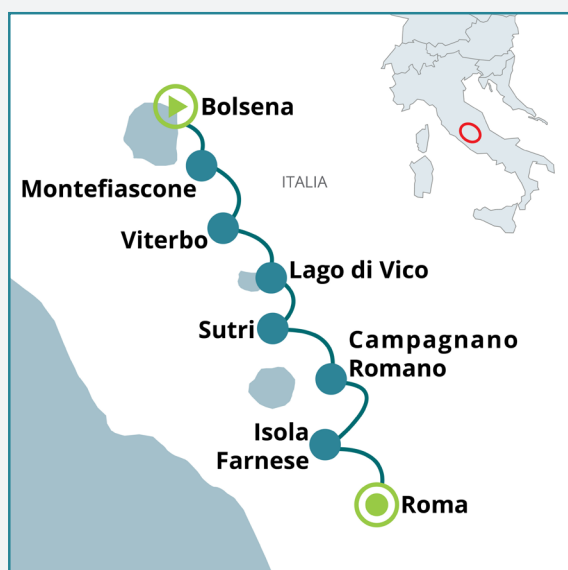 Bolsena
Montefiascone
ITALIA
Viterbo
Lago di Vico
Sutri
Campagnano
Romano
Isola
Farnese
Roma